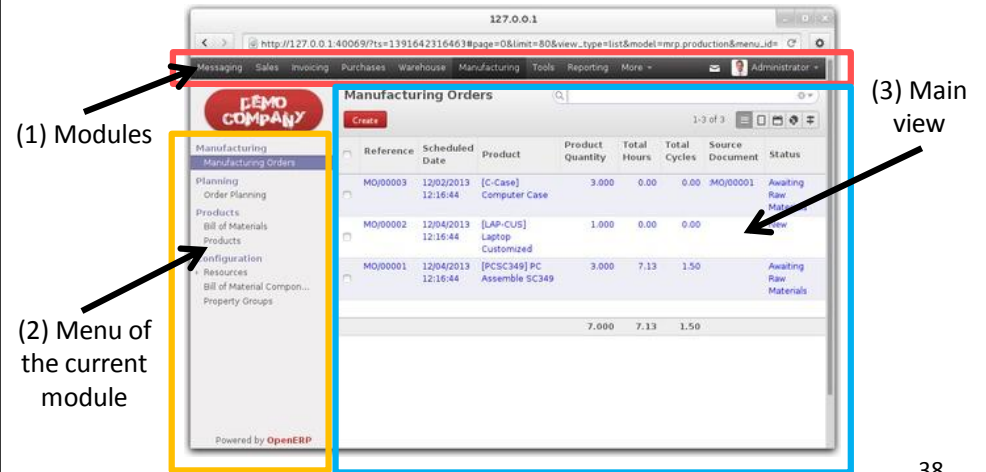 127.0.0.1
http://127.0.0.1:40069/?ts=1391642316463#page=0&limit=80&view_type=list&model=mrp.production&menu_id=
Messaging Sales Invoicing Purchases Warehouse Manufacturing Tools Reporting More Administrator
DEMO
COMPANY
Manufacturing Orders
Create
1-3 of 3
(1) Modules
(3) Main
view
Manufacturing
Manufacturing Orders
Planning
Order Planning
Products
Bill of Materials
Products
Configuration
Resources
Bill of Material Compon...
Property Groups
(2) Menu of
the current
module
Powered by OpenERP
Reference Scheduled Date Product Product Quantity Total Hours Total Cycles Source Document Status
MO/00003 12/02/2013 [C-Case] 3.000 0.00 0.00 :MO/00001 Awaiting
12:16:44 Computer Case Raw
Materials
MO/00002 12/04/2013 [LAP-CUS] 1.000 0.00 0.00 New
12:16:44 Laptop
Customized
MO/00001 12/04/2013 [PCSC349] PC 3.000 7.13 1.50 Awaiting
12:16:44 Assemble SC349 Raw
Materials
7.000 7.13 1.50
38